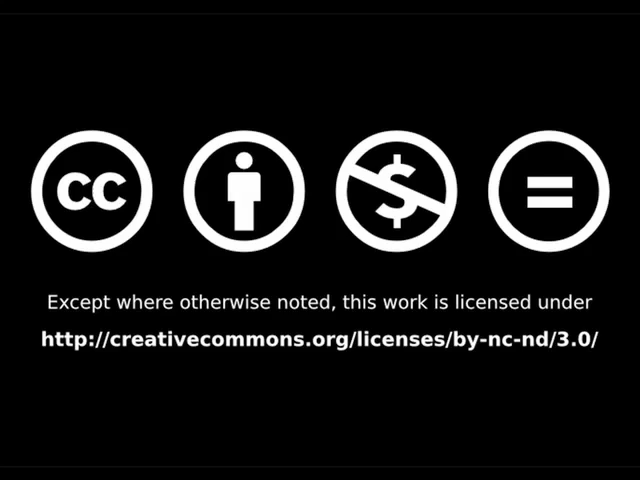 cc $ =
Except where otherwise noted, this work is licensed under
http://creativecommons.org/licenses/by-nc-nd/3.0/